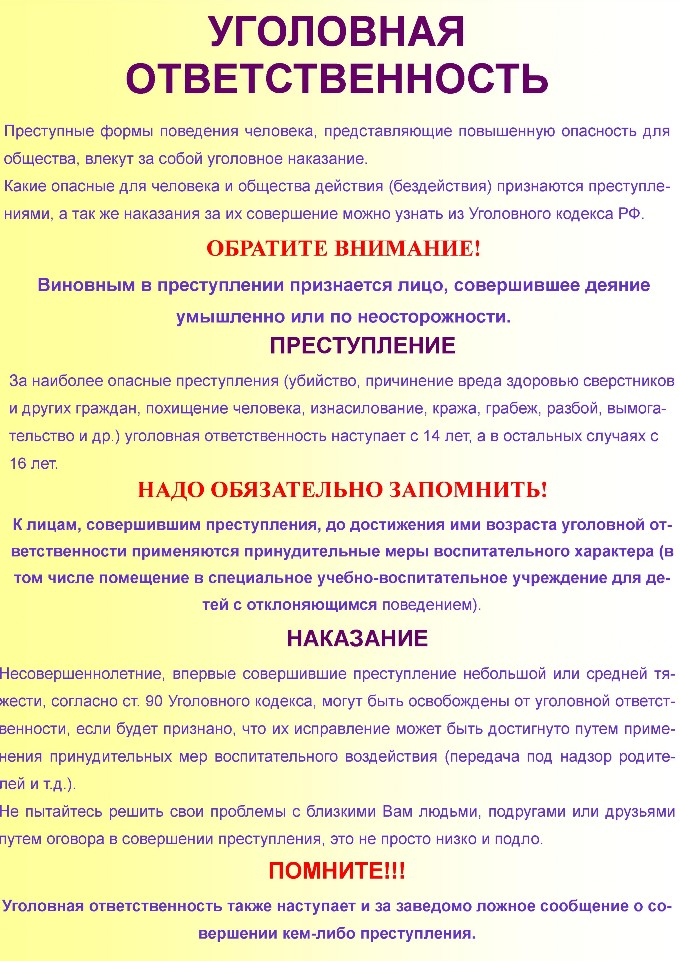 УГОЛОВНАЯ
ОТВЕТСТВЕННОСТЬ
Преступные формы поведения человека, представляющие повышенную опасность для
общества, влекут за собой уголовное наказание.
Какие опасные для человека и общества действия (бездействия) признаются преступле-
ниями, а так же наказания за их совершение можно узнать из Уголовного кодекса РФ.
ОБРАТИТЕ ВНИМАНИЕ!
Виновным в преступлении признается лицо, совершившее деяние
умышленно или по неосторожности.
ПРЕСТУПЛЕНИЕ
За наиболее опасные преступления (убийство, причинение вреда здоровью сверстников
и других граждан, похищение человека, изнасилование, кража, грабеж, разбой, вымога-
тельство и др.) уголовная ответственность наступает с 14 лет, а в остальных случаях с
16 лет.
НАДО ОБЯЗАТЕЛЬНО ЗАПОМНИТЬ!
К лицам, совершившим преступления, до достижения ими возраста уголовной от-
ветственности применяются принудительные меры воспитательного характера (в
том числе помещение в специальное учебно-воспитательное учреждение для де-
тей с отклоняющимся поведением).
НАКАЗАНИЕ
Несовершеннолетние, впервые совершившие преступление небольшой или средней тя-
жести, согласно ст. 90 Уголовного кодекса, могут быть освобождены от уголовной ответст-
венности, если будет признано, что их исправление может быть достигнуто путем приме-
нения принудительных мер воспитательного воздействия (передача под надзор родите-
лей и т.д.).
Не пытайтесь решить свои проблемы с близкими Вам людьми, подругами или друзьями
путем оговора в совершении преступления, это не просто низко и подло.
ПОМНИТЕ!!!
Уголовная ответственность также наступает и за заведомо ложное сообщение о со-
вершении кем-либо преступления.